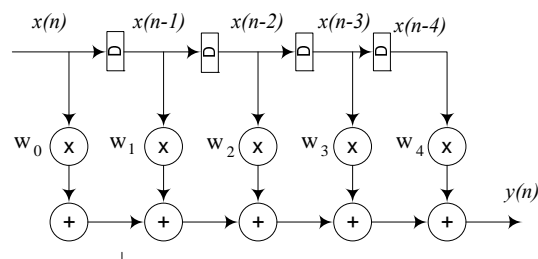 x(n) x(n-1) x(n-2) x(n-3) x(n-4)
D D D D
w0 x w1 x w2 x w3 x w4 x
y(n)
+ + + + +